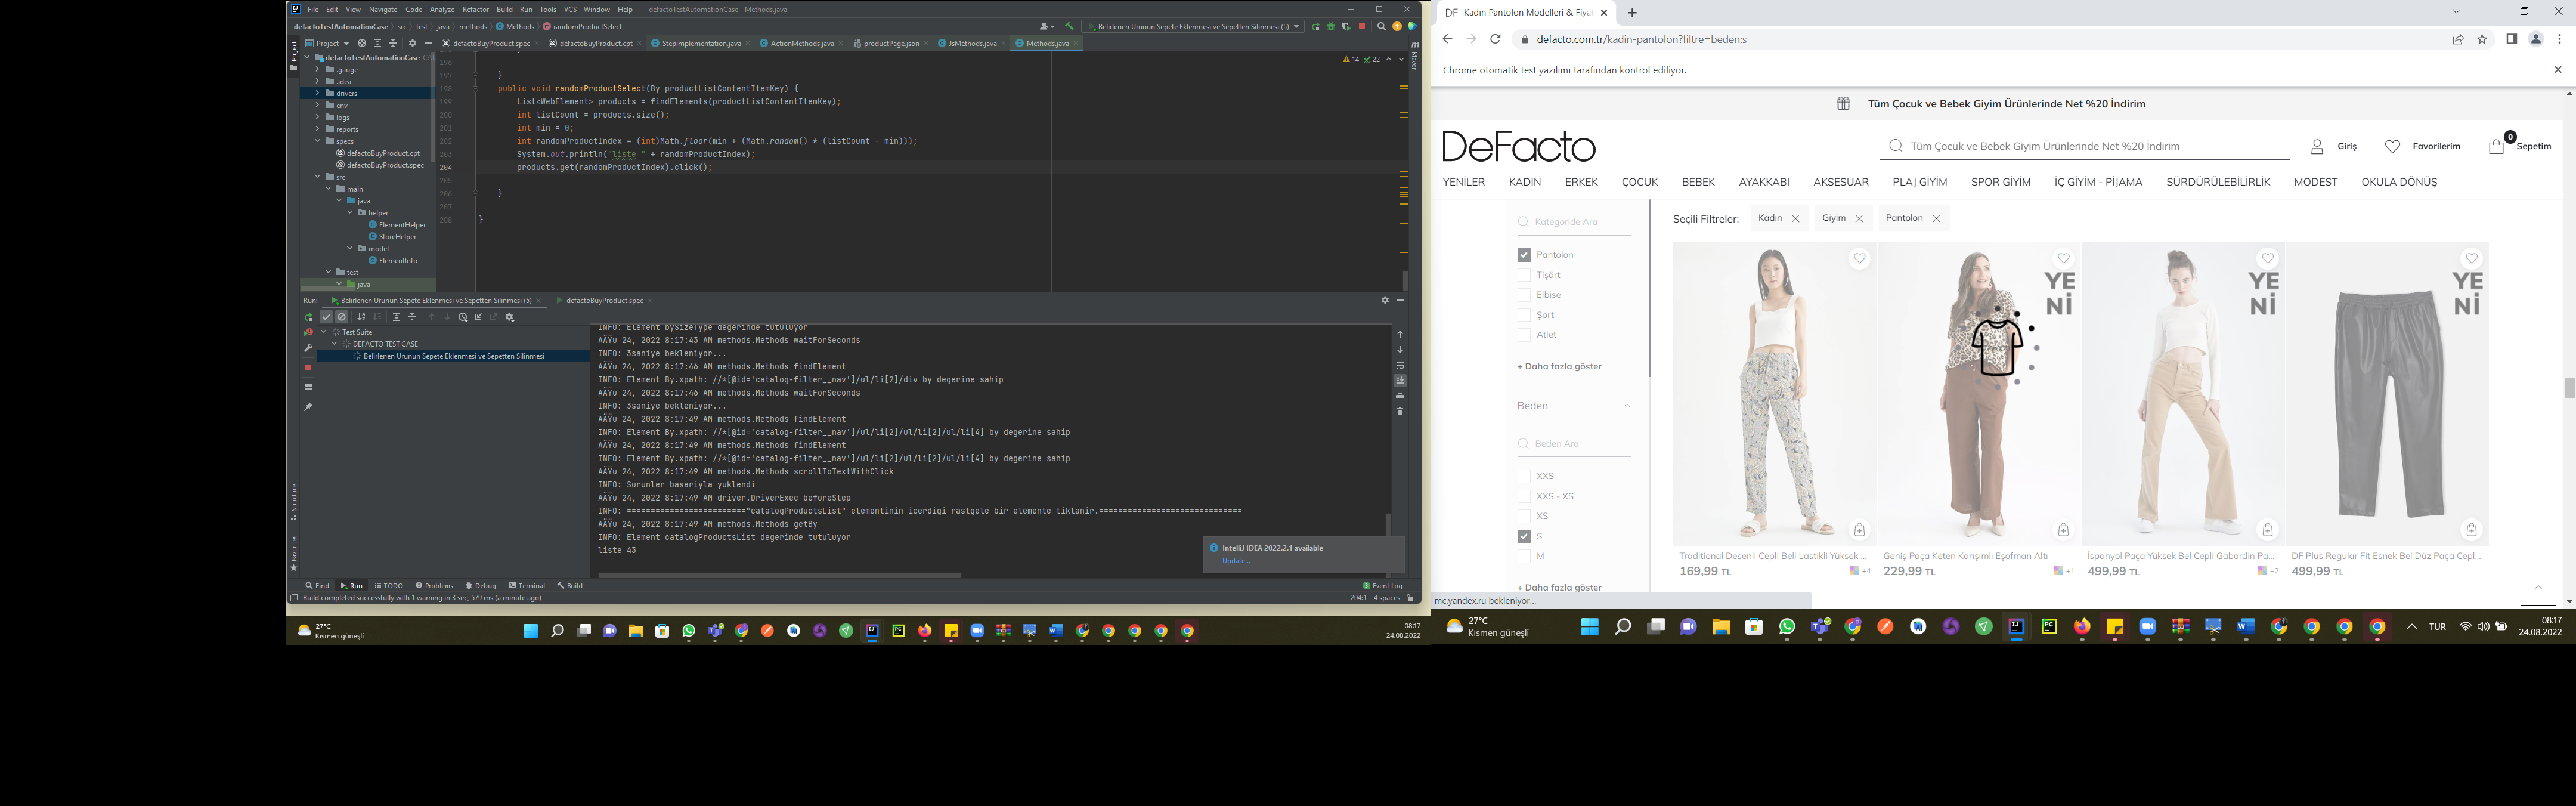 File Edit View Navigate Code Analyze Refactor Build Run Tools VCS Window Help defactoTestAutomationCase - Methods.java
defactoTestAutomationCase src test java methods Methods randomProductSelect
Belirlenen Urunun Sepete Eklenmesi ve Sepetten Silinmesi (5)
Project
defactoBuyProduct.spec defactoBuyProduct.cpt StepImplementation.java ActionMethods.java productPage.json JsMethods.java Methods.java
Maven
Project
defactoTestAutomationCase
.gauge
.idea
drivers
env
logs
reports
specs
defactoBuyProduct.cpt
defactoBuyProduct.spec
src
main
java
helper
ElementHelper
StoreHelper
model
ElementInfo
test
java
14 22
196
197 }
198 public void randomProductSelect(By productListContentItemKey) {
199 List<WebElement> products = findElements(productListContentItemKey);
200 int listCount = products.size();
201 int min = 0;
202 int randomProductIndex = (int)Math.floor(min + (Math.random() * (listCount - min)));
203 System.out.println("liste " + randomProductIndex);
204 products.get(randomProductIndex).click();
205
206 }
207
208 }
Run: Belirlenen Urunun Sepete Eklenmesi ve Sepetten Silinmesi (5) defactoBuyProduct.spec
Test Suite
DEFACTO TEST CASE
Belirlenen Urunun Sepete Eklenmesi ve Sepetten Silinmesi
INFO: Element bySizeType degerinde tutuluyor
AÄŸu 24, 2022 8:17:43 AM methods.Methods waitForSeconds
INFO: 3saniye bekleniyor...
AÄŸu 24, 2022 8:17:46 AM methods.Methods findElement
INFO: Element By.xpath: //*[@id='catalog-filter__nav']/ul/li[2]/div by degerine sahip
AÄŸu 24, 2022 8:17:46 AM methods.Methods waitForSeconds
INFO: 3saniye bekleniyor...
AÄŸu 24, 2022 8:17:49 AM methods.Methods findElement
INFO: Element By.xpath: //*[@id='catalog-filter__nav']/ul/li[2]/ul/li[2]/ul/li[4] by degerine sahip
AÄŸu 24, 2022 8:17:49 AM methods.Methods findElement
INFO: Element By.xpath: //*[@id='catalog-filter__nav']/ul/li[2]/ul/li[2]/ul/li[4] by degerine sahip
AÄŸu 24, 2022 8:17:49 AM methods.Methods scrollToTextWithClick
INFO: Surunler basariyla yuklendi
AÄŸu 24, 2022 8:17:49 AM driver.DriverExec beforeStep
INFO: ========================="catalogProductsList" elementinin icerdigi rastgele bir elemente tiklanir.==============================
AÄŸu 24, 2022 8:17:49 AM methods.Methods getBy
INFO: Element catalogProductsList degerinde tutuluyor
liste 43
IntelliJ IDEA 2022.2.1 available
Update...
Structure
Favorites
Find Run TODO Problems Debug Terminal Build Event Log
Build completed successfully with 1 warning in 3 sec, 579 ms (a minute ago) 204:1 4 spaces
27°C
Kısmen güneşli
08:17
24.08.2022
DF Kadın Pantolon Modelleri & Fiya
defacto.com.tr/kadin-pantolon?filtre=beden:s
Chrome otomatik test yazılımı tarafından kontrol ediliyor.
Tüm Çocuk ve Bebek Giyim Ürünlerinde Net %20 İndirim
DeFacto
Tüm Çocuk ve Bebek Giyim Ürünlerinde Net %20 İndirim
Giriş Favorilerim 0 Sepetim
YENİLER KADIN ERKEK ÇOCUK BEBEK AYAKKABI AKSESUAR PLAJ GİYİM SPOR GİYİM İÇ GİYİM - PİJAMA SÜRDÜRÜLEBİLİRLİK MODEST OKULA DÖNÜŞ
Kategoride Ara
Pantolon
Tişört
Elbise
Şort
Atlet
+ Daha fazla göster
Beden
Beden Ara
XXS
XXS - XS
XS
S
M
+ Daha fazla göster
Seçili Filtreler: Kadın Giyim Pantolon
YE
Nİ
YE
Nİ
YE
Nİ
Traditional Desenli Cepli Beli Lastikli Yüksek ...
169,99 TL +4
Geniş Paça Keten Karışımlı Eşofman Altı
229,99 TL +1
İspanyol Paça Yüksek Bel Cepli Gabardin Pa...
499,99 TL +2
DF Plus Regular Fit Esnek Bel Düz Paça Cepl...
499,99 TL
mc.yandex.ru bekleniyor...
27°C
Kısmen güneşli
TUR
08:17
24.08.2022